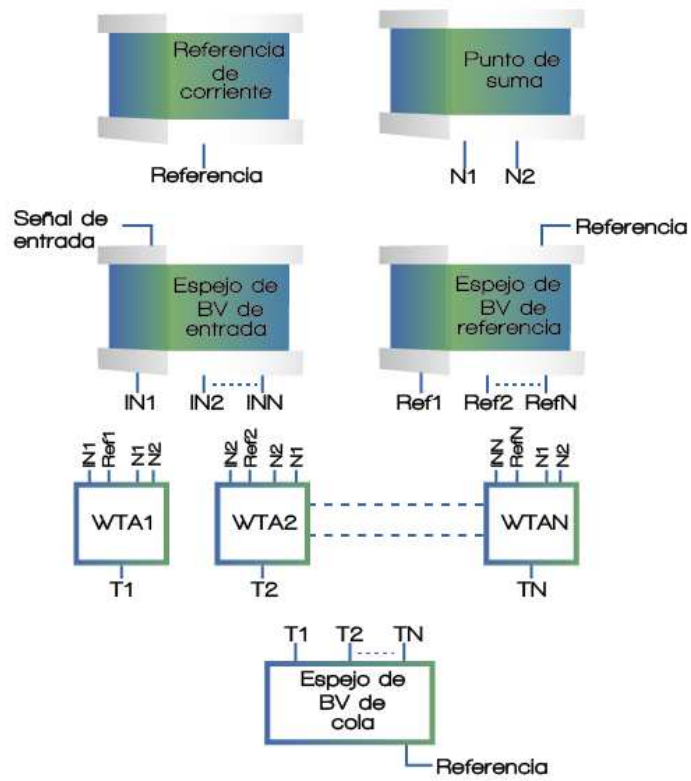 Referencia
de
corriente
Punto de
suma
Referencia
N1 N2
Señal de
entrada
Referencia
Espejo de
BV de
entrada
Espejo de
BV de
referencia
IN1 IN2 INN
Ref1 Ref2 RefN
IN1 Ref1 N1 N2
IN2 Ref2 N2 N1
INN RefN N1 N2
WTA1 WTA2 WTAN
T1 T2 TN
T1 T2 TN
Espejo de
BV de
cola
Referencia